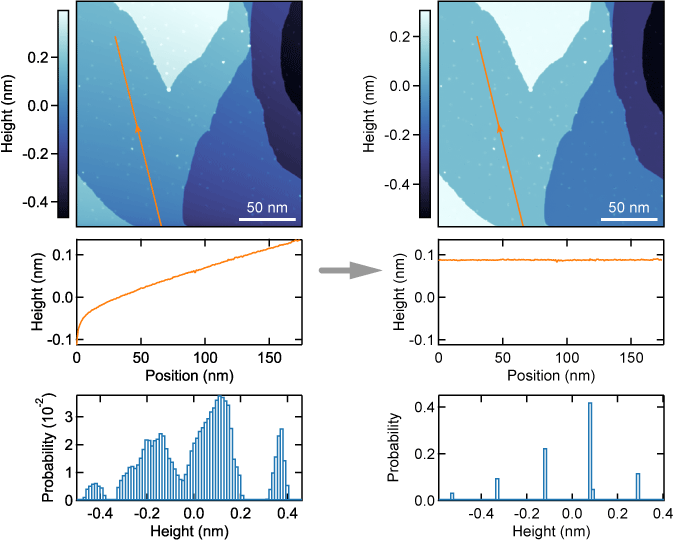 Height (nm)
0.2
0.0
-0.2
-0.4
50 nm
Height (nm)
0.2
0.0
-0.2
-0.4
50 nm
Height (nm)
0.1
0.0
-0.1
0 50 100 150
Position (nm)
Height (nm)
0.1
0.0
-0.1
0 50 100 150
Position (nm)
Probability (10⁻²)
3
2
1
0
-0.4 -0.2 0.0 0.2 0.4
Height (nm)
Probability
0.4
0.2
0.0
-0.4 -0.2 0.0 0.2 0.4
Height (nm)